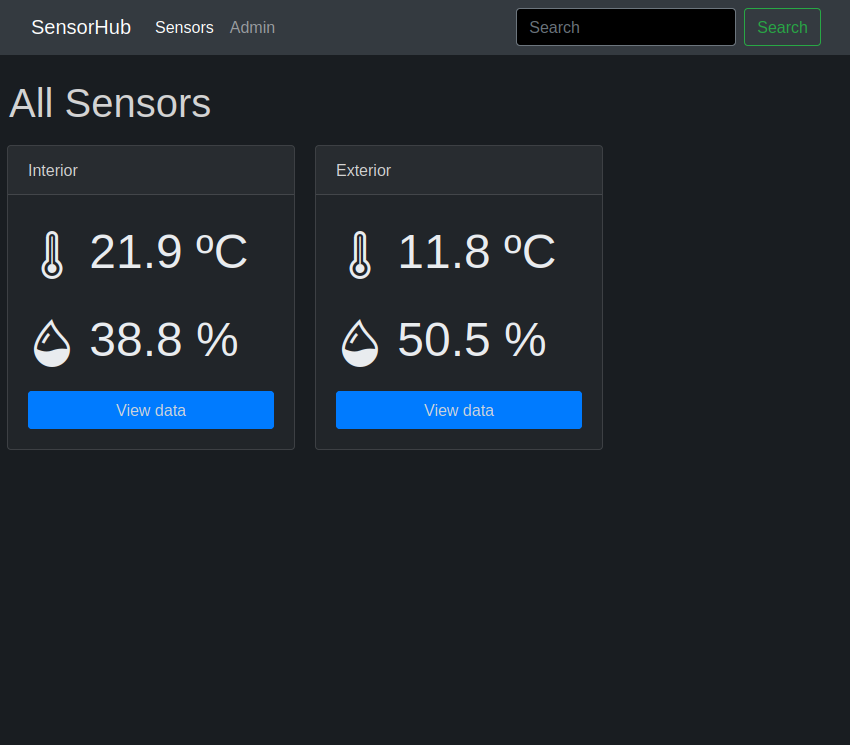 SensorHub Sensors Admin Search Search
All Sensors
Interior
21.9 ºC
38.8 %
View data
Exterior
11.8 ºC
50.5 %
View data